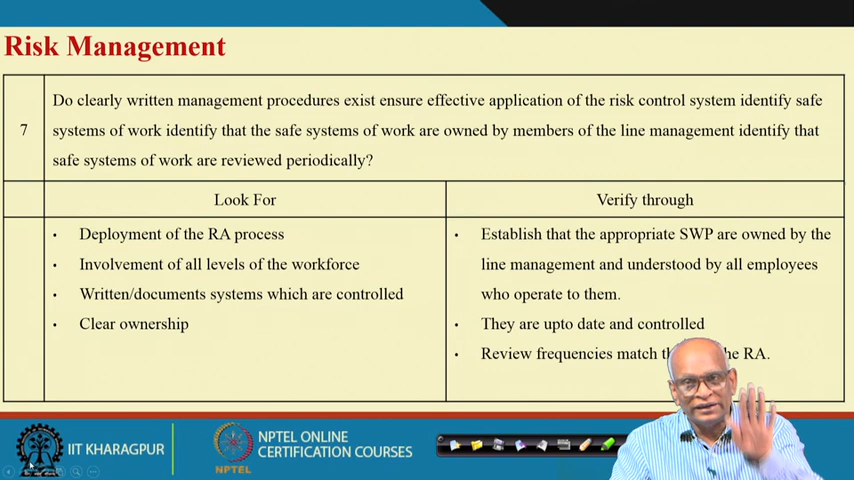 Risk Management
7
Do clearly written management procedures exist ensure effective application of the risk control system identify safe
systems of work identify that the safe systems of work are owned by members of the line management identify that
safe systems of work are reviewed periodically?
Look For
Verify through
• Deployment of the RA process
• Involvement of all levels of the workforce
• Written/documents systems which are controlled
• Clear ownership
• Establish that the appropriate SWP are owned by the
line management and understood by all employees
who operate to them.
• They are upto date and controlled
• Review frequencies match RA.
IIT KHARAGPUR
NPTEL
NPTEL ONLINE
CERTIFICATION COURSES